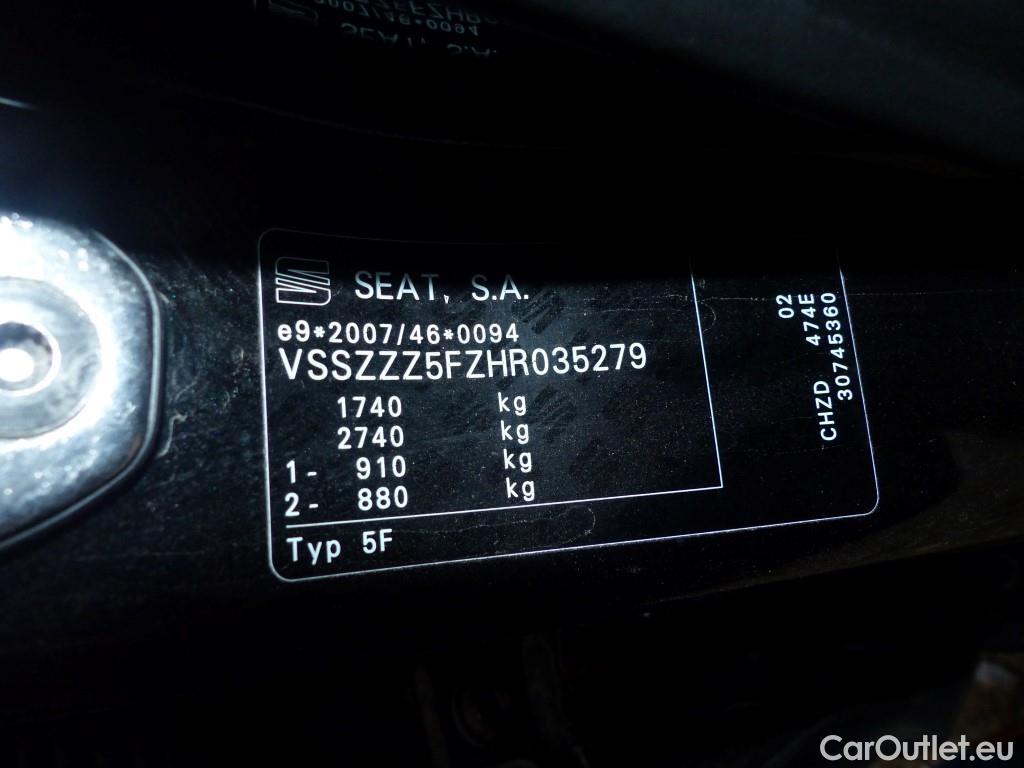 SEAT, S.A.
e9*2007/46*0094
VSSZZZ5FZHR035279
1740 kg
2740 kg
1- 910 kg
2- 880 kg
Typ 5F
02
CHZD 474E
30745360
CarOutlet.eu